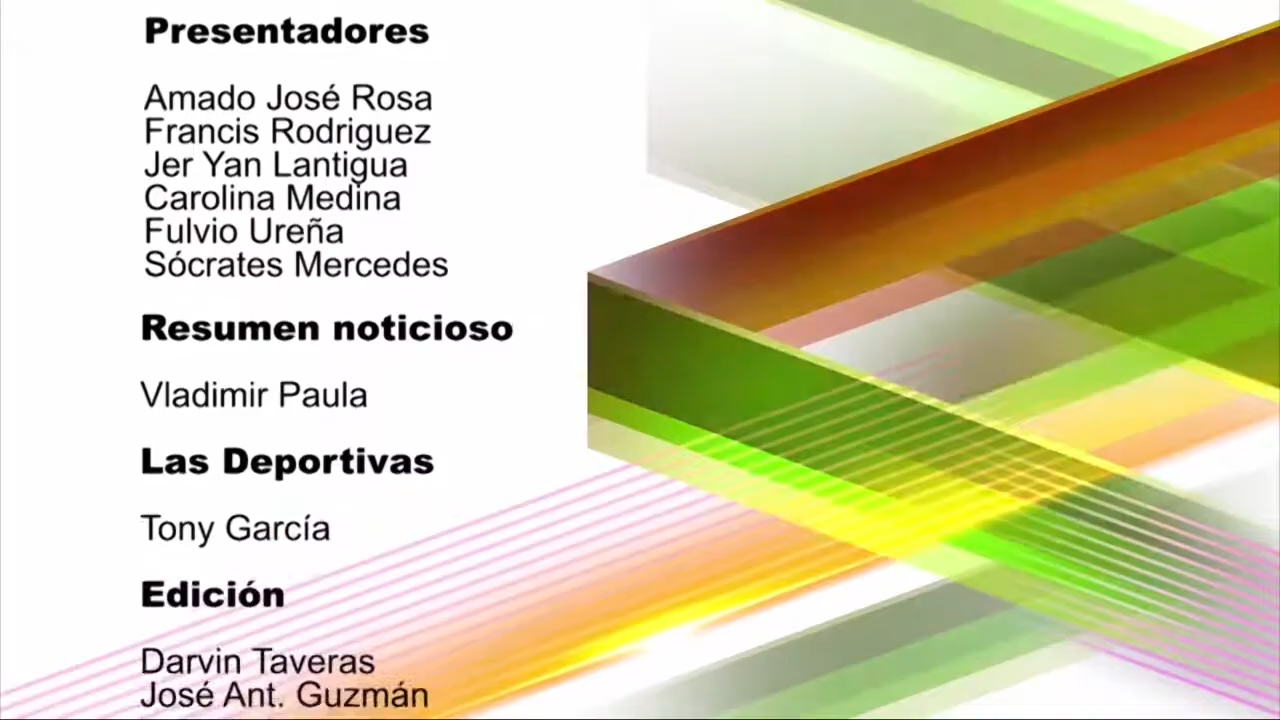 Presentadores
Amado José Rosa
Francis Rodriguez
Jer Yan Lantigua
Carolina Medina
Fulvio Ureña
Sócrates Mercedes
Resumen noticioso
Vladimir Paula
Las Deportivas
Tony García
Edición
Darvin Taveras
José Ant. Guzmán